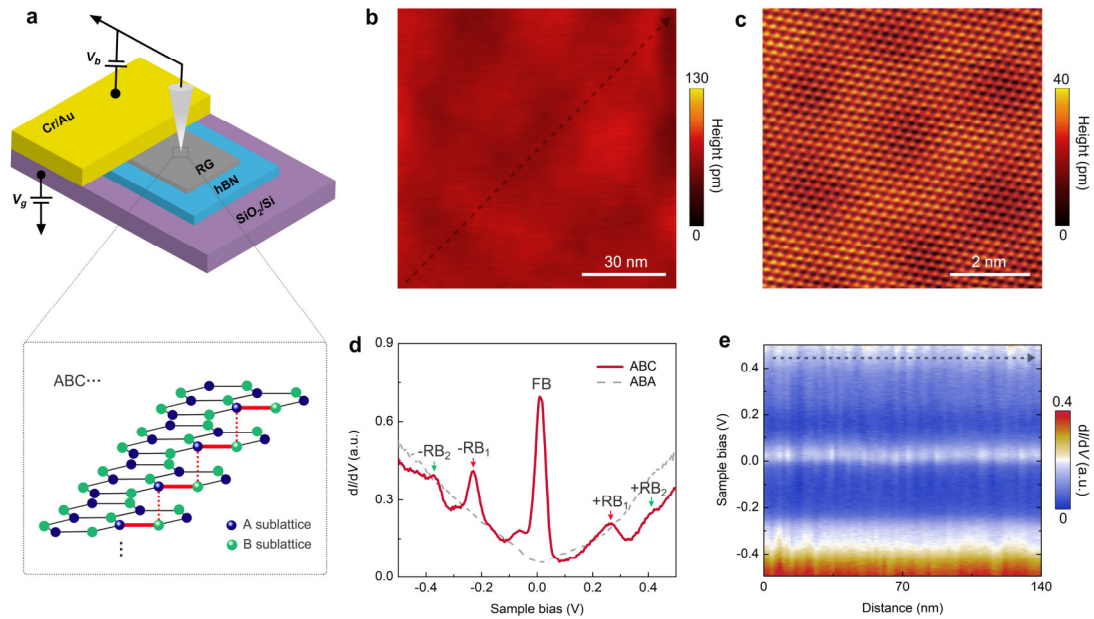 a
V_b
Cr/Au
RG
hBN
SiO₂/Si
V_g
ABC···
A sublattice
B sublattice
b
30 nm
130
Height (pm)
0
c
2 nm
40
Height (pm)
0
d
0.9
0.6
0.3
0.0
dI/dV (a.u.)
-0.4
-0.2
0.0
0.2
0.4
Sample bias (V)
ABC
ABA
FB
-RB₂
-RB₁
+RB₁
+RB₂
e
0.4
0.2
0.0
-0.2
-0.4
Sample bias (V)
0
70
140
Distance (nm)
0.4
dI/dV (a.u.)
0